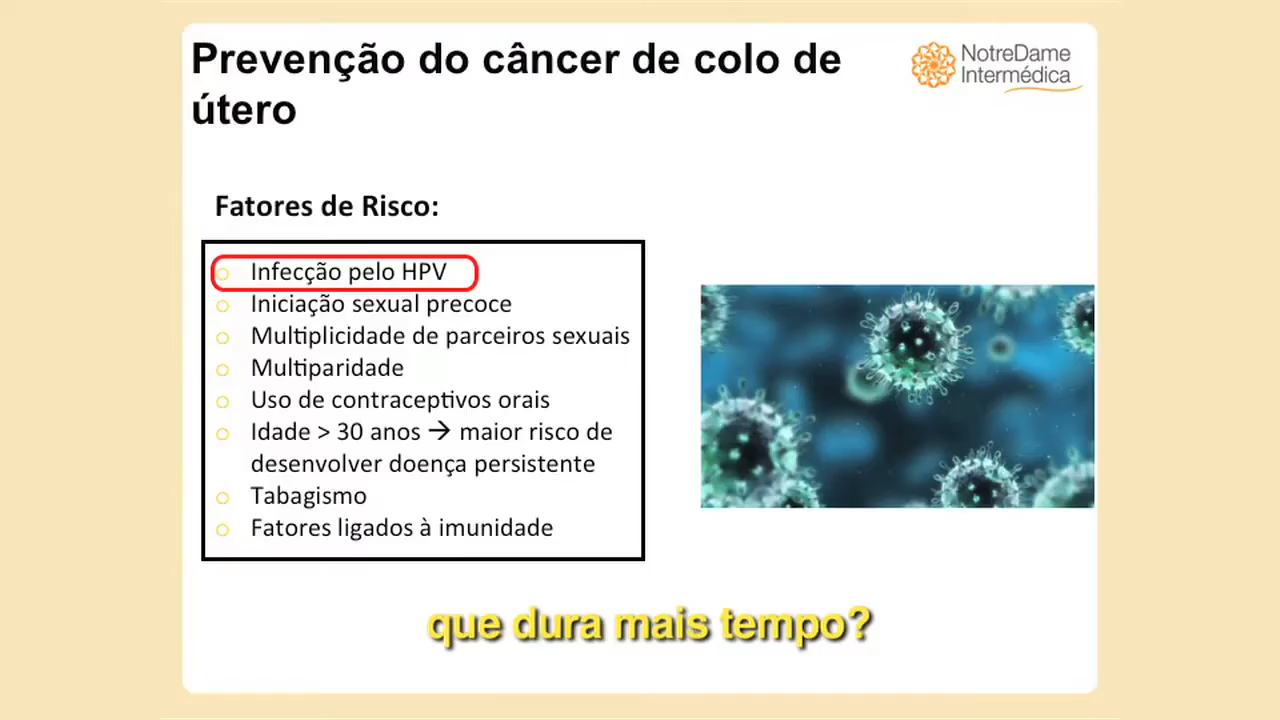 Prevenção do câncer de colo de
útero
NotreDame
Intermédica
Fatores de Risco:
Infecção pelo HPV
Iniciação sexual precoce
Multiplicidade de parceiros sexuais
Multiparidade
Uso de contraceptivos orais
Idade > 30 anos → maior risco de
desenvolver doença persistente
Tabagismo
Fatores ligados à imunidade
que dura mais tempo?